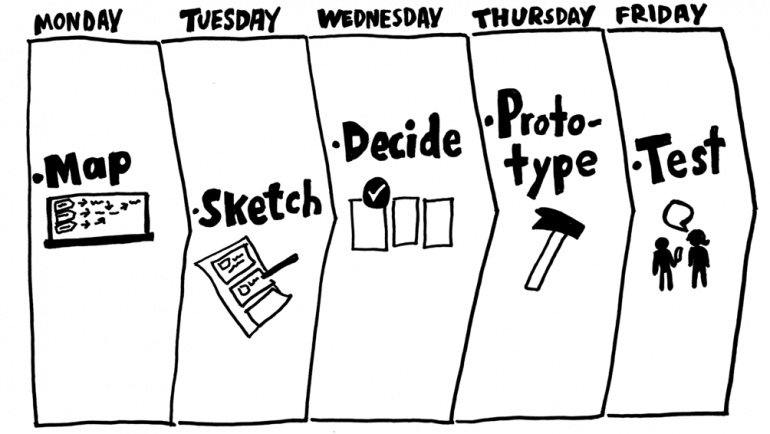 MONDAY
TUESDAY
WEDNESDAY
THURSDAY
FRIDAY
·Map
·Sketch
·Decide
·Proto-
type
·Test